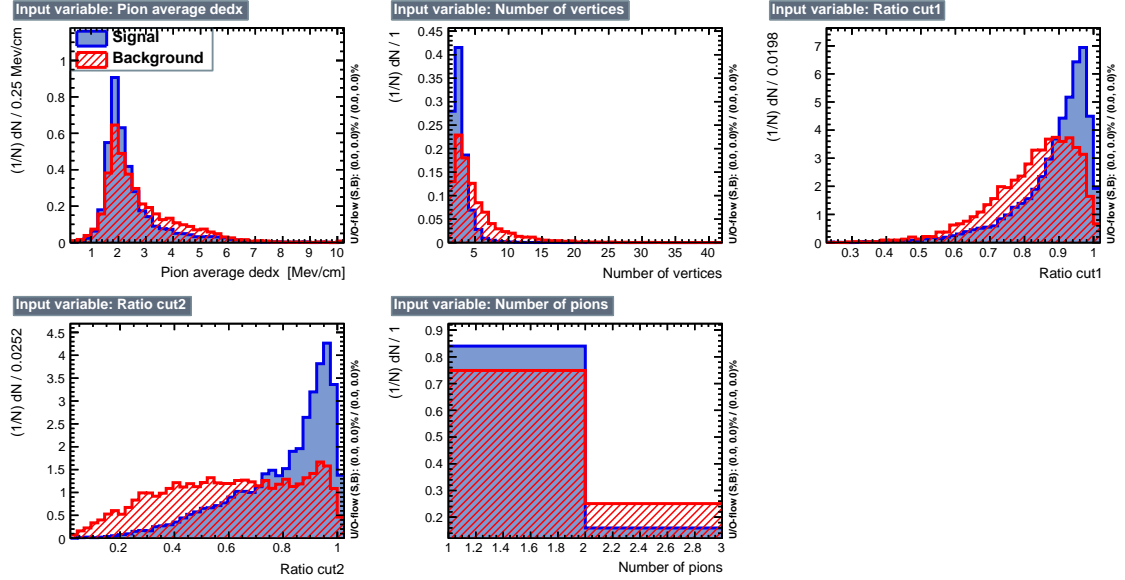 Input variable: Pion average dedx
(1/N) dN / 0.25 Mev/cm
Signal
Background
1
0.8
0.6
0.4
0.2
0
1 2 3 4 5 6 7 8 9 10
Pion average dedx [Mev/cm]
U/O-flow (S,B): (0.0, 0.0)% / (0.0, 0.0)%
Input variable: Number of vertices
(1/N) dN / 1
0.45
0.4
0.35
0.3
0.25
0.2
0.15
0.1
0.05
0
5 10 15 20 25 30 35 40
Number of vertices
U/O-flow (S,B): (0.0, 0.0)% / (0.0, 0.0)%
Input variable: Ratio cut1
(1/N) dN / 0.0198
7
6
5
4
3
2
1
0
0.3 0.4 0.5 0.6 0.7 0.8 0.9 1
Ratio cut1
U/O-flow (S,B): (0.0, 0.0)% / (0.0, 0.0)%
Input variable: Ratio cut2
(1/N) dN / 0.0252
4.5
4
3.5
3
2.5
2
1.5
1
0.5
0
0.2 0.4 0.6 0.8 1
Ratio cut2
U/O-flow (S,B): (0.0, 0.0)% / (0.0, 0.0)%
Input variable: Number of pions
(1/N) dN / 1
0.9
0.8
0.7
0.6
0.5
0.4
0.3
0.2
1 1.2 1.4 1.6 1.8 2 2.2 2.4 2.6 2.8 3
Number of pions
U/O-flow (S,B): (0.0, 0.0)% / (0.0, 0.0)%